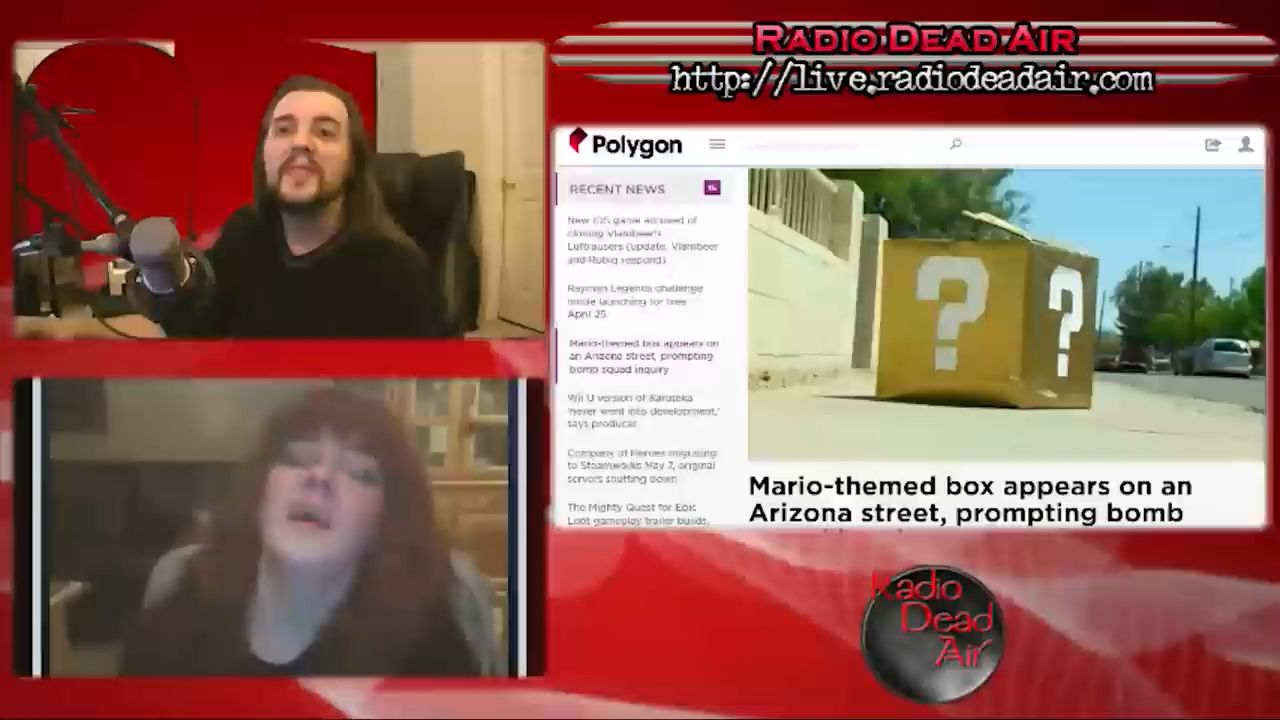 Radio Dead Air
http://live.radiodeadair.com
Polygon
RECENT NEWS
New iOS game accused of
cloning Vlambeer's
Luftrausers (update: Vlambeer
and Rubiq respond)
Rayman Legends challenge
mode launching for free
April 25
Mario-themed box appears on
an Arizona street, prompting
bomb squad inquiry
Wii U version of Karateka
'never went into development,'
says producer
Company of Heroes migrating
to Steamworks May 7, original
servers shutting down
The Mighty Quest for Epic
Loot gameplay trailer builds,
? ?
Mario-themed box appears on an
Arizona street, prompting bomb
Radio
Dead
Air